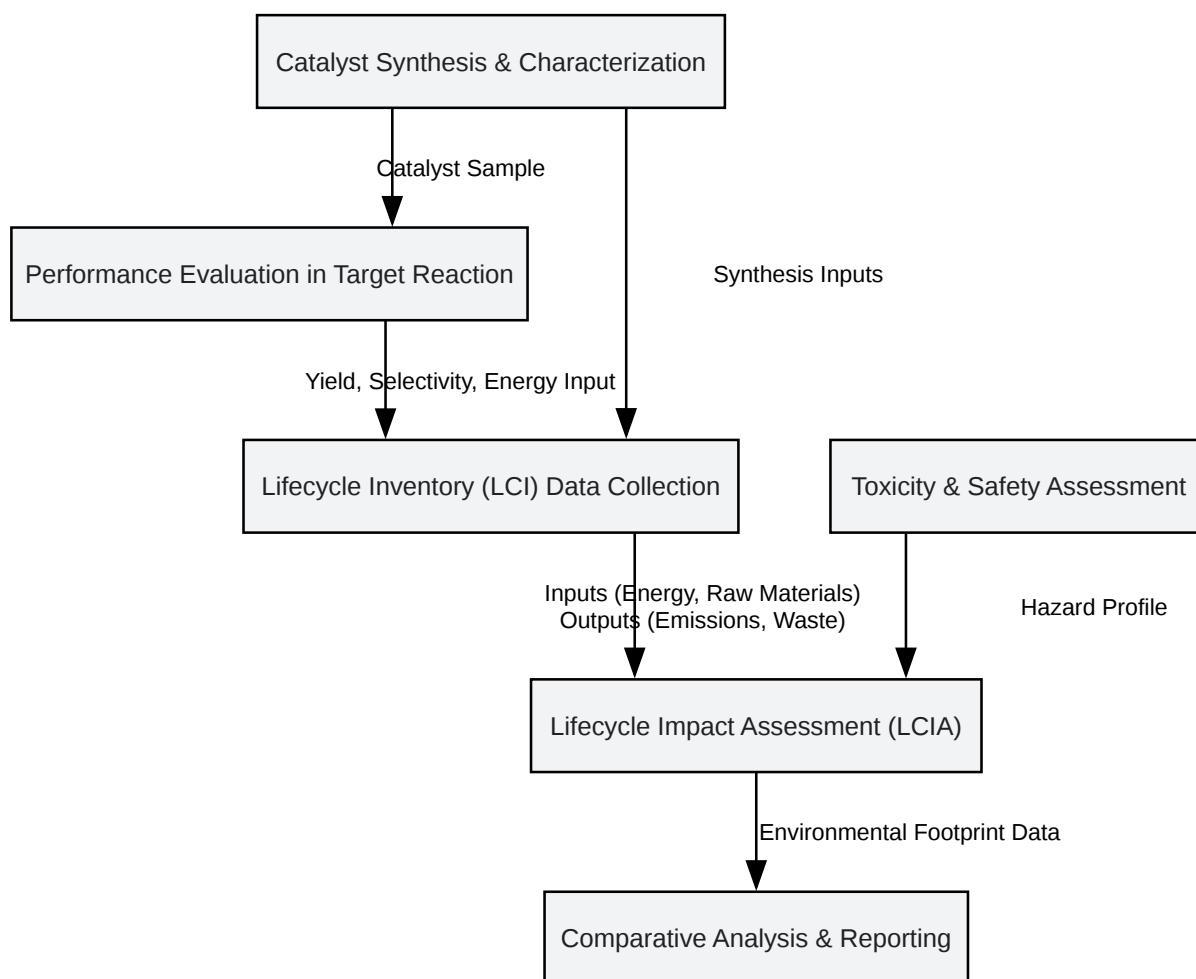 Catalyst Synthesis & Characterization
Catalyst Sample
Performance Evaluation in Target Reaction
Synthesis Inputs
Yield, Selectivity, Energy Input
Lifecycle Inventory (LCI) Data Collection
Toxicity & Safety Assessment
Inputs (Energy, Raw Materials)
Outputs (Emissions, Waste)
Hazard Profile
Lifecycle Impact Assessment (LCIA)
Environmental Footprint Data
Comparative Analysis & Reporting